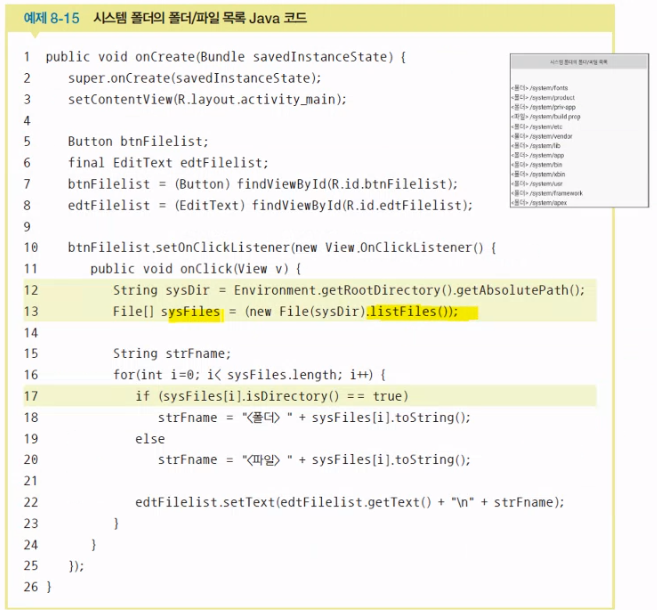 예제 8-15 시스템 폴더의 폴더/파일 목록 Java 코드
1 public void onCreate(Bundle savedInstanceState) {
2 super.onCreate(savedInstanceState);
3 setContentView(R.layout.activity_main);
4
5 Button btnFilelist;
6 final EditText edtFilelist;
7 btnFilelist = (Button) findViewById(R.id.btnFilelist);
8 edtFilelist = (EditText) findViewById(R.id.edtFilelist);
9
10 btnFilelist.setOnClickListener(new View.OnClickListener() {
11 public void onClick(View v) {
12 String sysDir = Environment.getRootDirectory().getAbsolutePath();
13 File[] sysFiles = (new File(sysDir).listFiles());
14
15 String strFname;
16 for(int i=0; i< sysFiles.length; i++) {
17 if (sysFiles[i].isDirectory() == true)
18 strFname = "<폴더> " + sysFiles[i].toString();
19 else
20 strFname = "<파일> " + sysFiles[i].toString();
21
22 edtFilelist.setText(edtFilelist.getText() + "\n" + strFname);
23 }
24 }
25 });
26 }
시스템 폴더의 폴더/파일 목록
<폴더> /system/fonts
<폴더> /system/product
<폴더> /system/priv-app
<파일> /system/build.prop
<폴더> /system/etc
<폴더> /system/vendor
<폴더> /system/lib
<폴더> /system/app
<폴더> /system/bin
<폴더> /system/xbin
<폴더> /system/usr
<폴더> /system/framework
<폴더> /system/apex